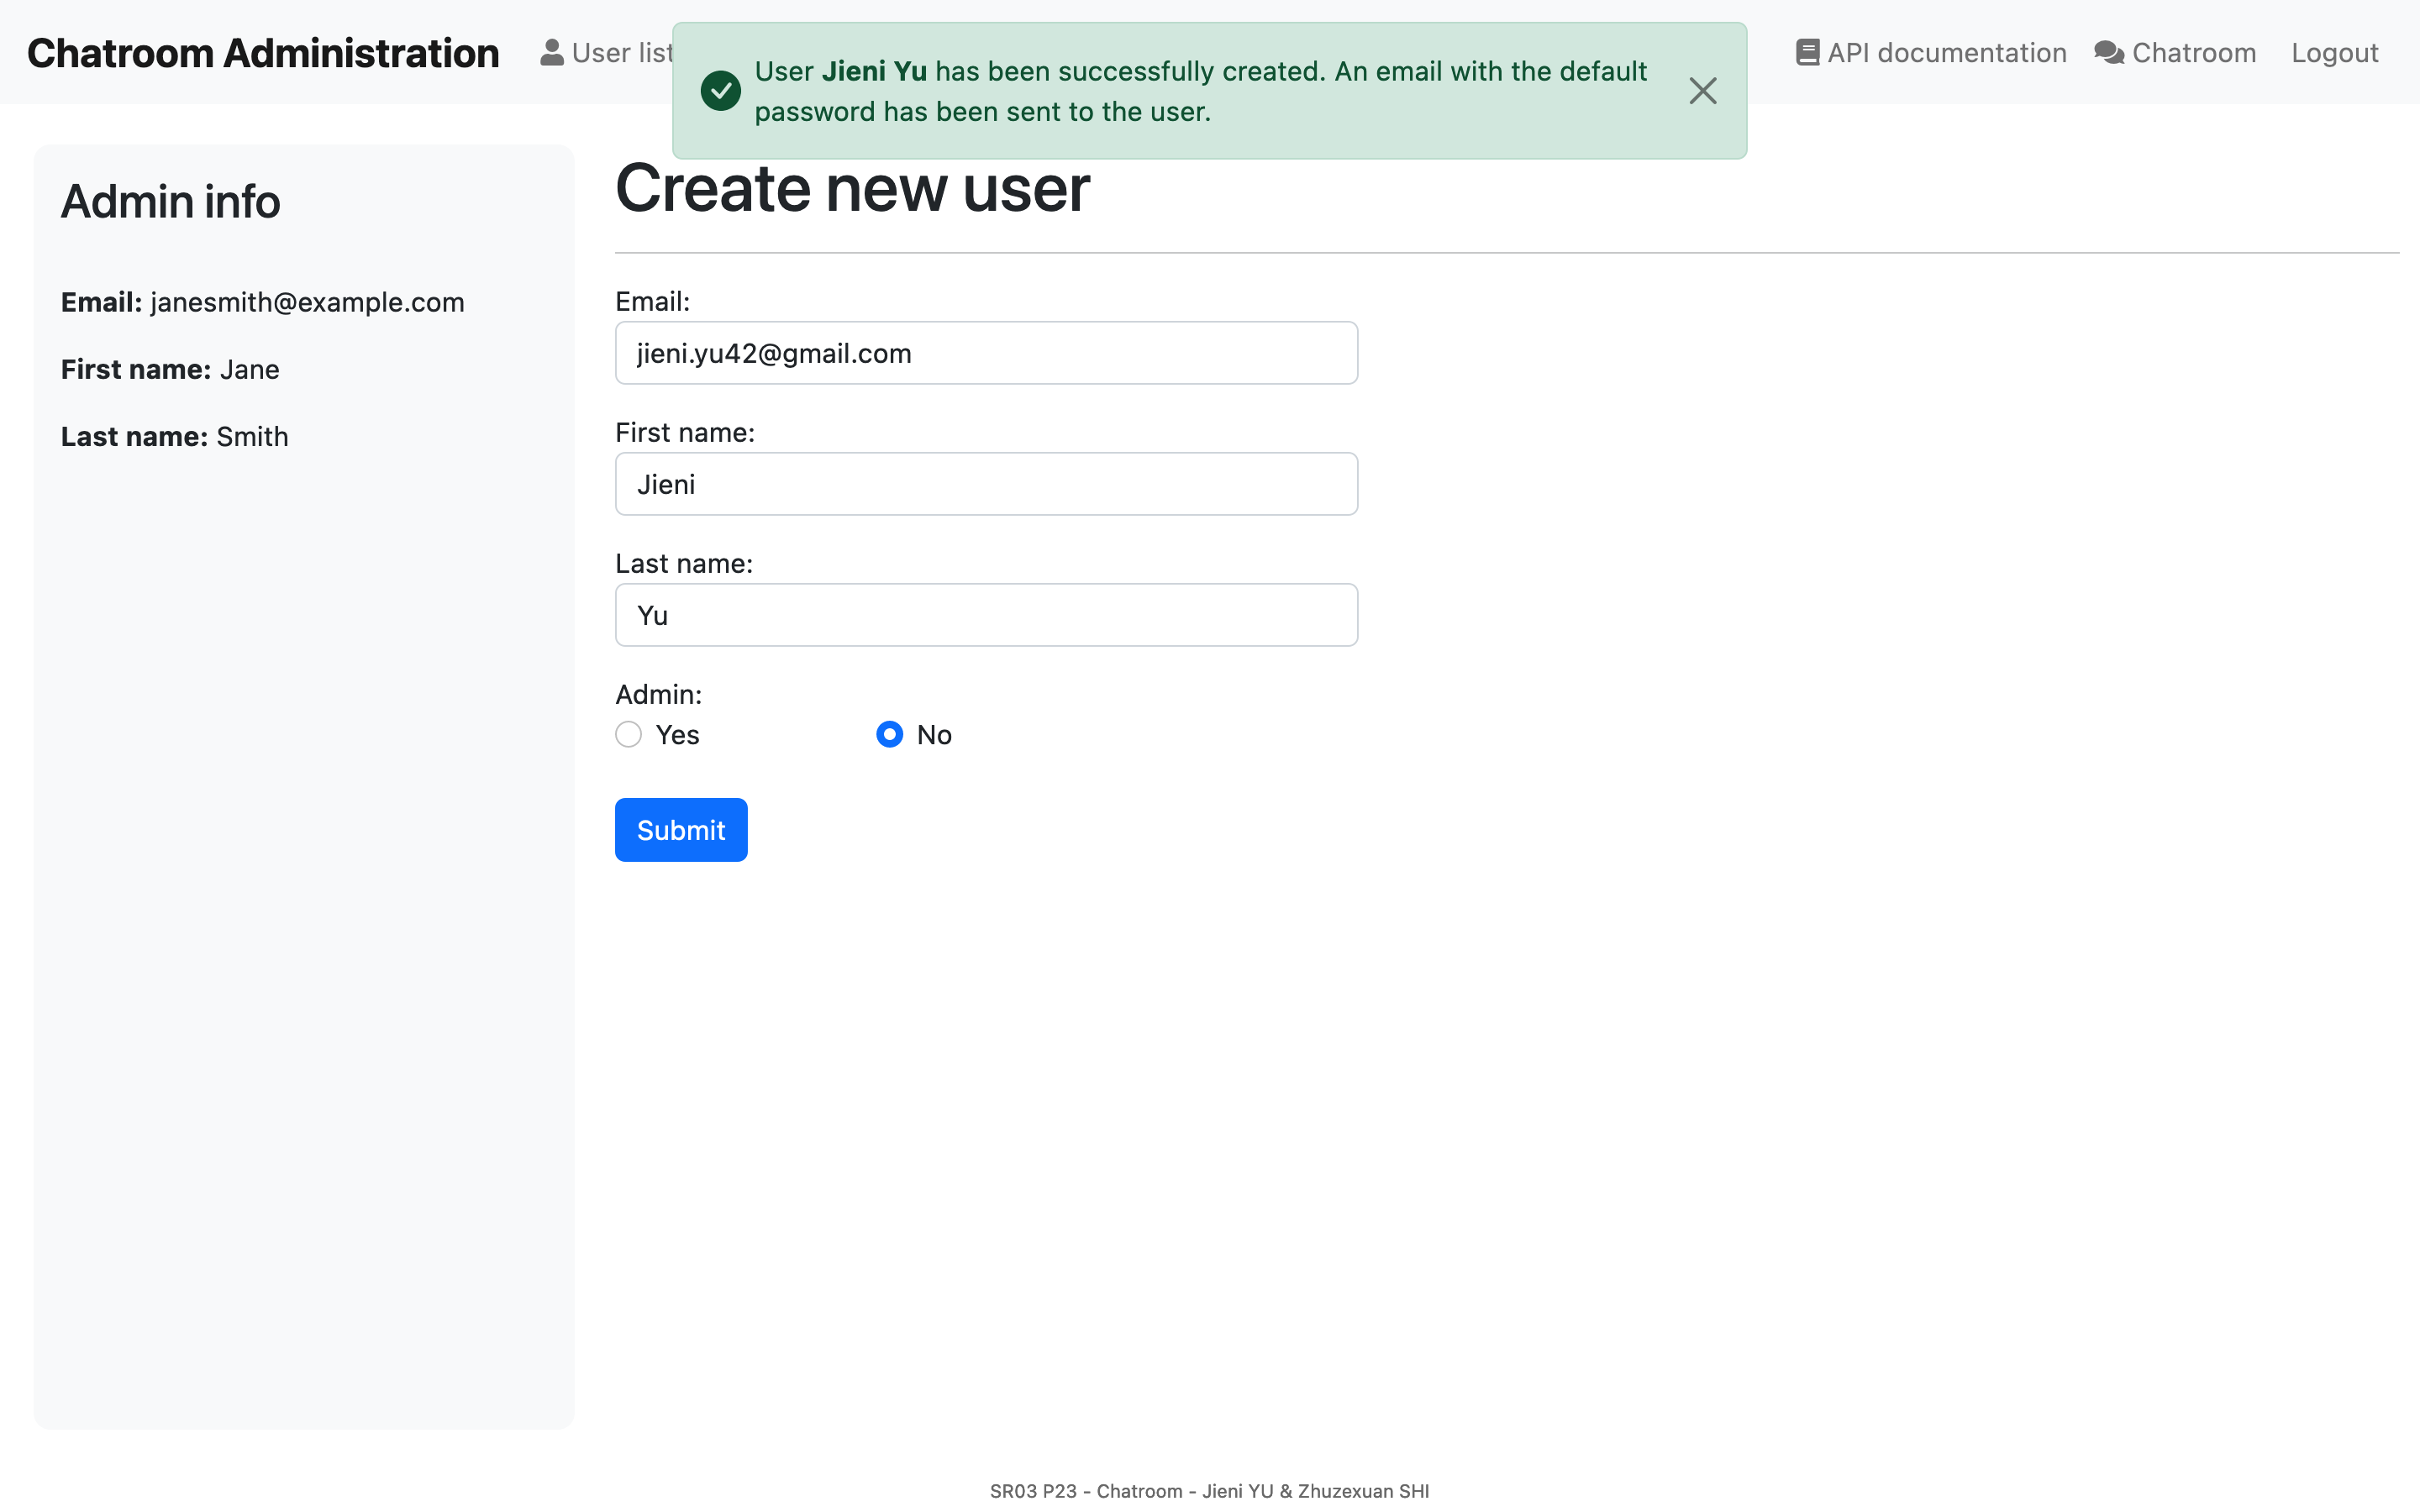 Chatroom Administration
User list
User Jieni Yu has been successfully created. An email with the default
password has been sent to the user.
API documentation
Chatroom
Logout
Admin info
Email: janesmith@example.com
First name: Jane
Last name: Smith
Create new user
Email:
jieni.yu42@gmail.com
First name:
Jieni
Last name:
Yu
Admin:
Yes
No
Submit
SR03 P23 - Chatroom - Jieni YU & Zhuzexuan SHI